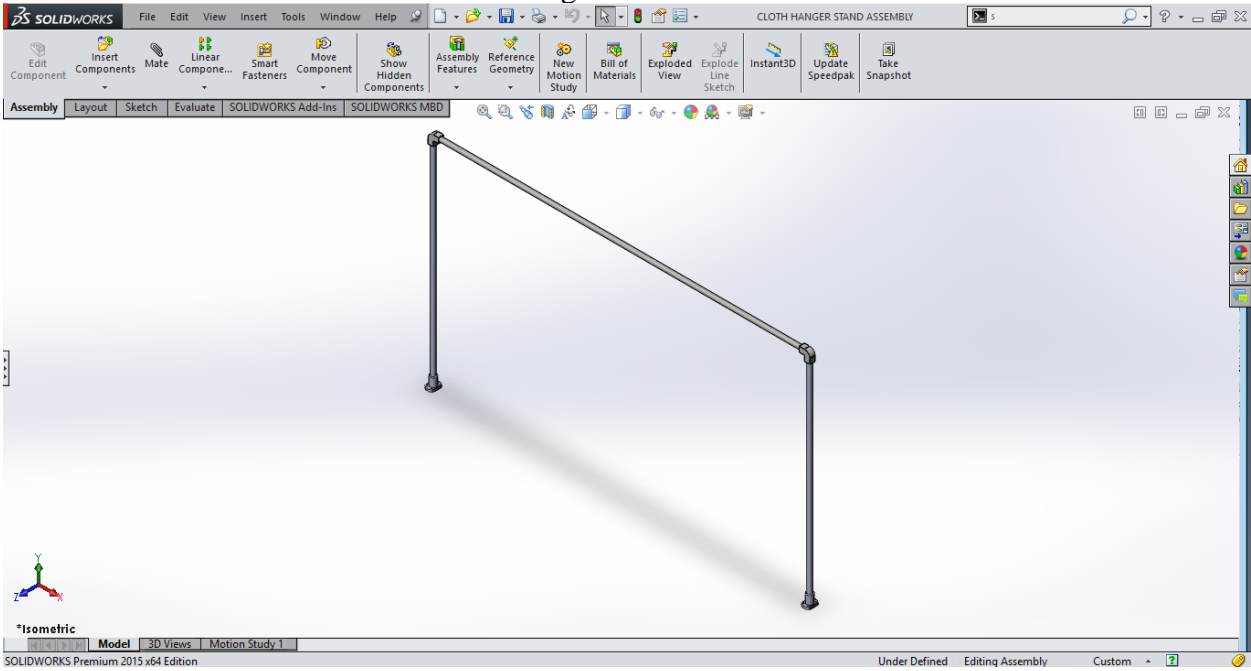 SOLIDWORKS File Edit View Insert Tools Window Help CLOTH HANGER STAND ASSEMBLY s
Edit Component
Insert Components
Mate
Linear Compone...
Smart Fasteners
Move Component
Show Hidden Components
Assembly Features
Reference Geometry
New Motion Study
Bill of Materials
Exploded View
Explode Line Sketch
Instant3D
Update Speedpak
Take Snapshot
Assembly Layout Sketch Evaluate SOLIDWORKS Add-Ins SOLIDWORKS MBD
Y
Z X
*Isometric
Model 3D Views Motion Study 1
SOLIDWORKS Premium 2015 x64 Edition Under Defined Editing Assembly Custom